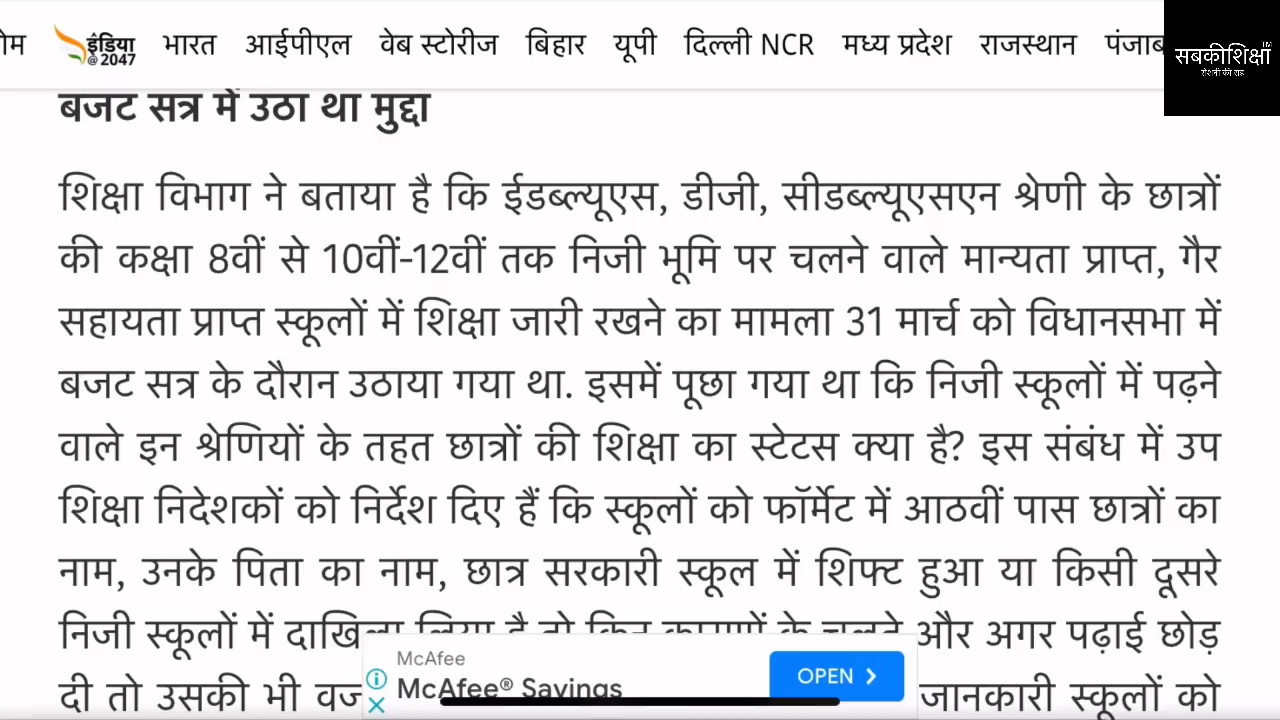 इंडिया @ 2047 भारत आईपीएल वेब स्टोरीज बिहार यूपी दिल्ली NCR मध्य प्रदेश राजस्थान पंजाब
सबकीशिक्षा
बजट सत्र में उठा था मुद्दा
शिक्षा विभाग ने बताया है कि ईडब्ल्यूएस, डीजी, सीडब्ल्यूएसएन श्रेणी के छात्रों
की कक्षा 8वीं से 10वीं-12वीं तक निजी भूमि पर चलने वाले मान्यता प्राप्त, गैर
सहायता प्राप्त स्कूलों में शिक्षा जारी रखने का मामला 31 मार्च को विधानसभा में
बजट सत्र के दौरान उठाया गया था. इसमें पूछा गया था कि निजी स्कूलों में पढ़ने
वाले इन श्रेणियों के तहत छात्रों की शिक्षा का स्टेटस क्या है? इस संबंध में उप
शिक्षा निदेशकों को निर्देश दिए हैं कि स्कूलों को फॉर्मेट में आठवीं पास छात्रों का
नाम, उनके पिता का नाम, छात्र सरकारी स्कूल में शिफ्ट हुआ या किसी दूसरे
निजी स्कूलों में दाखिला लिया है तो किन कारणों के चलते और अगर पढ़ाई छोड़
दी तो उसकी भी जानकारी स्कूलों को
McAfee
McAfee® Savings
OPEN